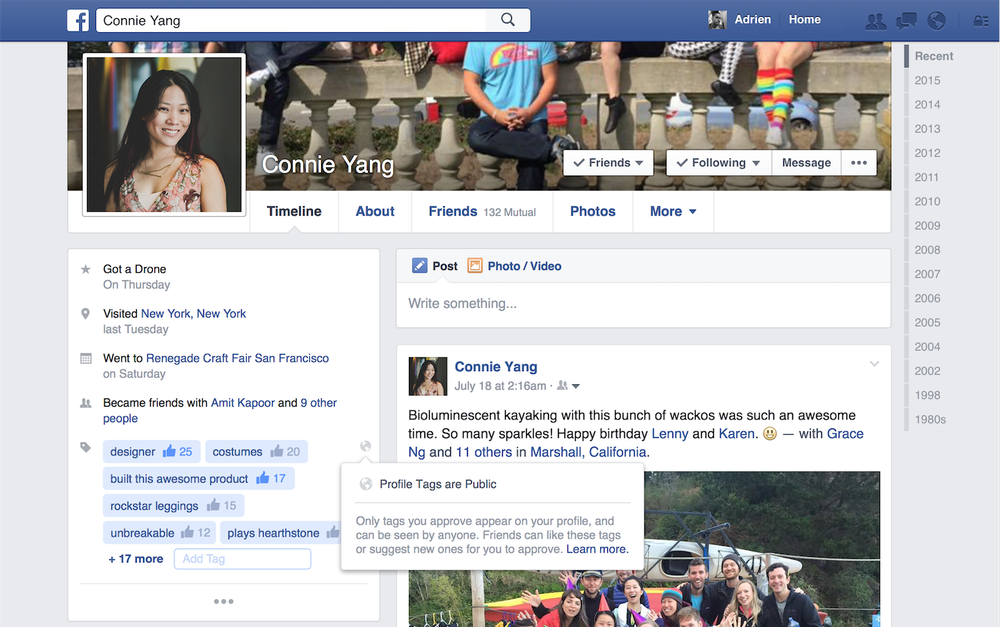 f
Connie Yang
Adrien
Home
Connie Yang
Friends
Following
Message
Timeline
About
Friends 132 Mutual
Photos
More
Recent
2015
2014
2013
2012
2011
2010
2009
2008
2007
2006
2005
2004
2002
1998
1980s
Got a Drone
On Thursday
Visited New York, New York
last Tuesday
Went to Renegade Craft Fair San Francisco
on Saturday
Became friends with Amit Kapoor and 9 other
people
designer 25 costumes 20
built this awesome product 17
rockstar leggings 15
unbreakable 12 plays hearthstone
+ 17 more Add Tag
Profile Tags are Public
Only tags you approve appear on your profile, and
can be seen by anyone. Friends can like these tags
or suggest new ones for you to approve. Learn more.
Post Photo / Video
Write something...
Connie Yang
July 18 at 2:16am ·
Bioluminescent kayaking with this bunch of wackos was such an awesome
time. So many sparkles! Happy birthday Lenny and Karen. 😃 — with Grace
Ng and 11 others in Marshall, California.